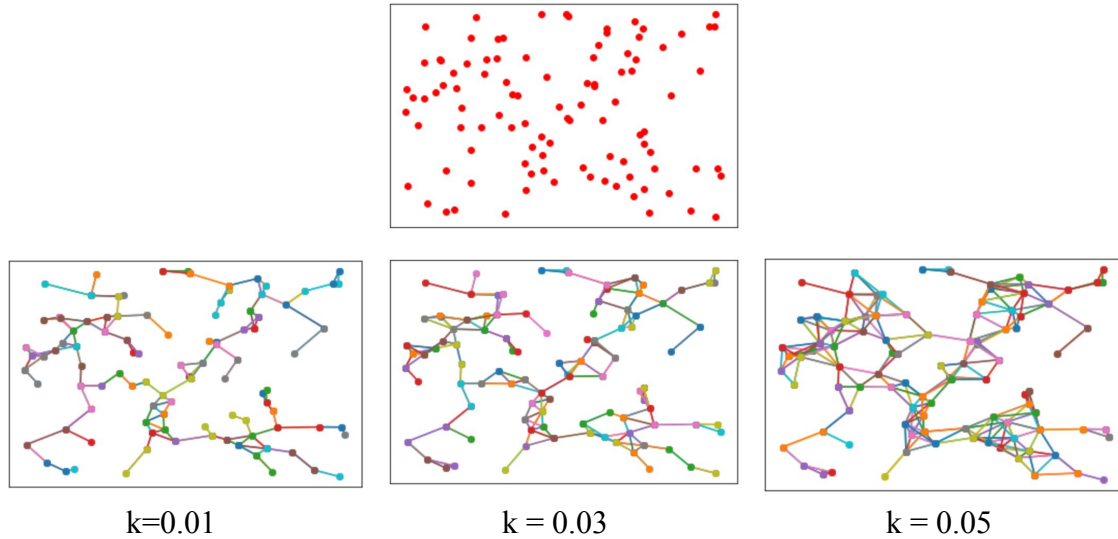 k=0.01
k = 0.03
k = 0.05